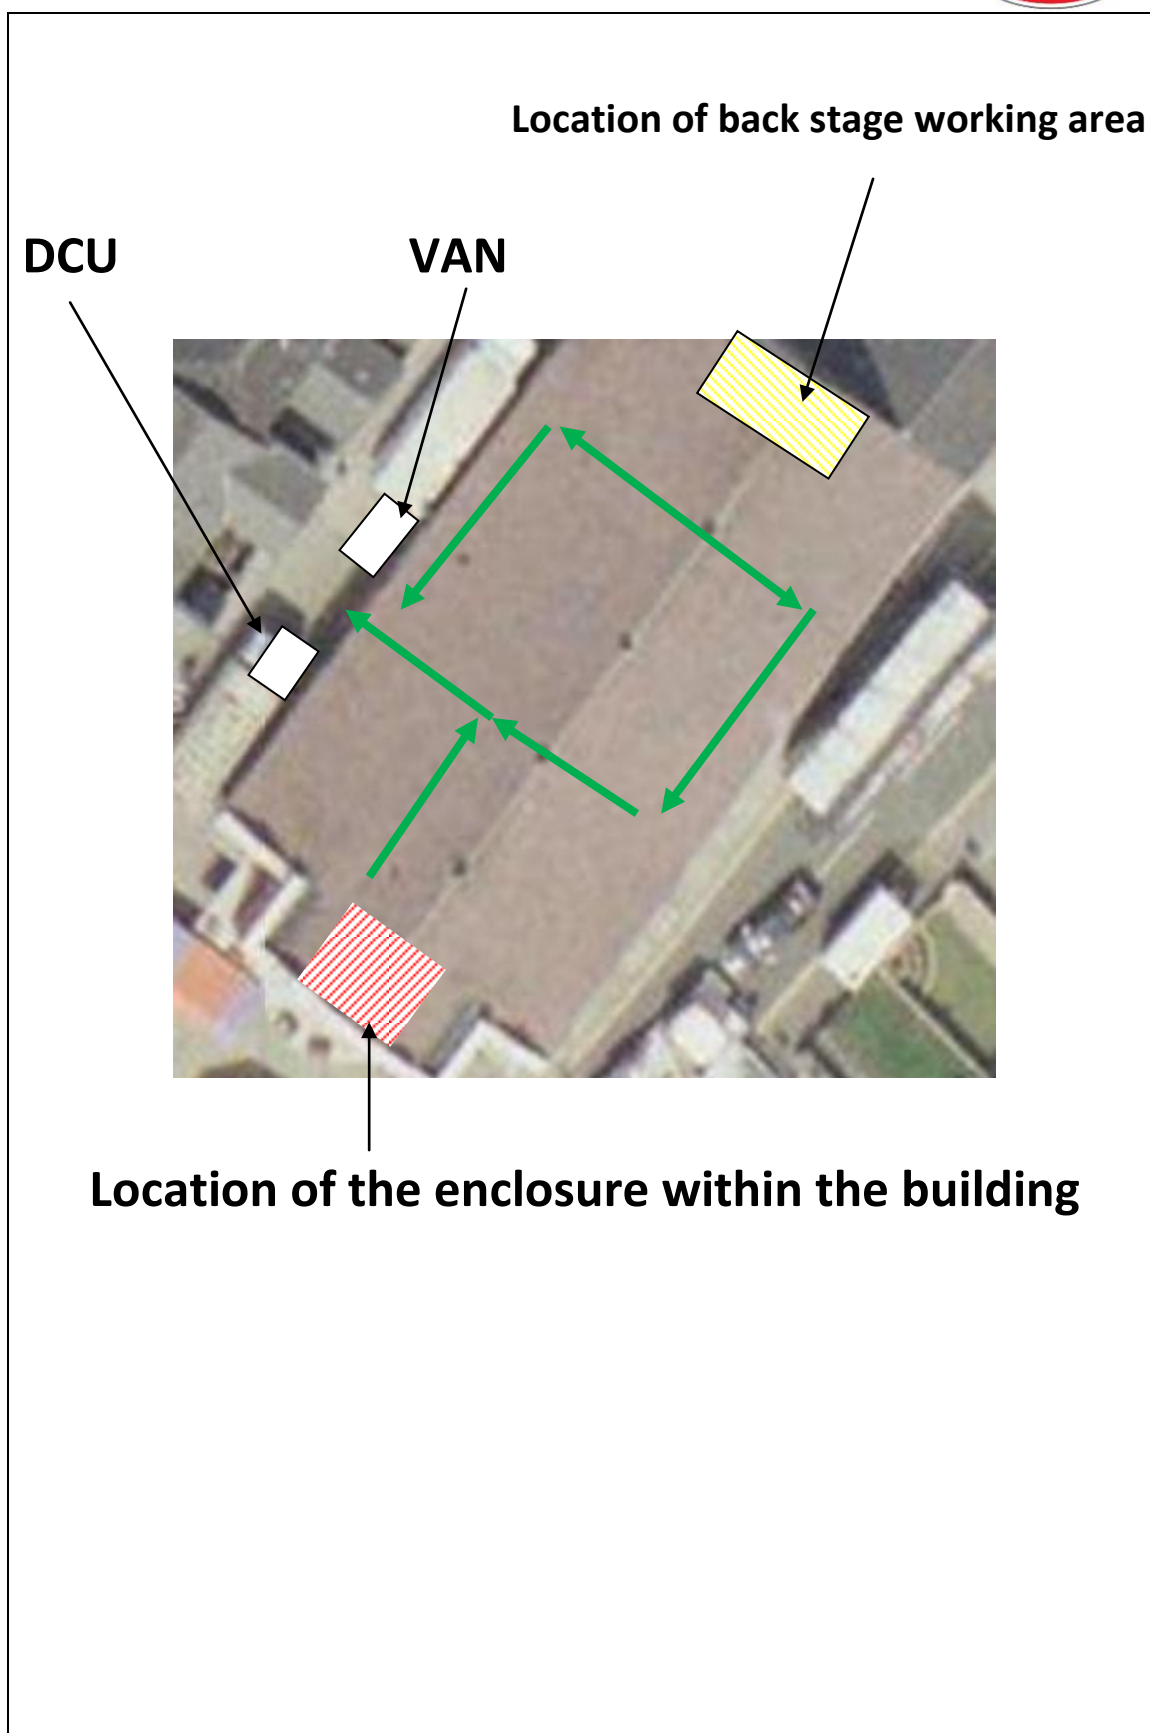 Location of back stage working area
DCU
VAN
Location of the enclosure within the building